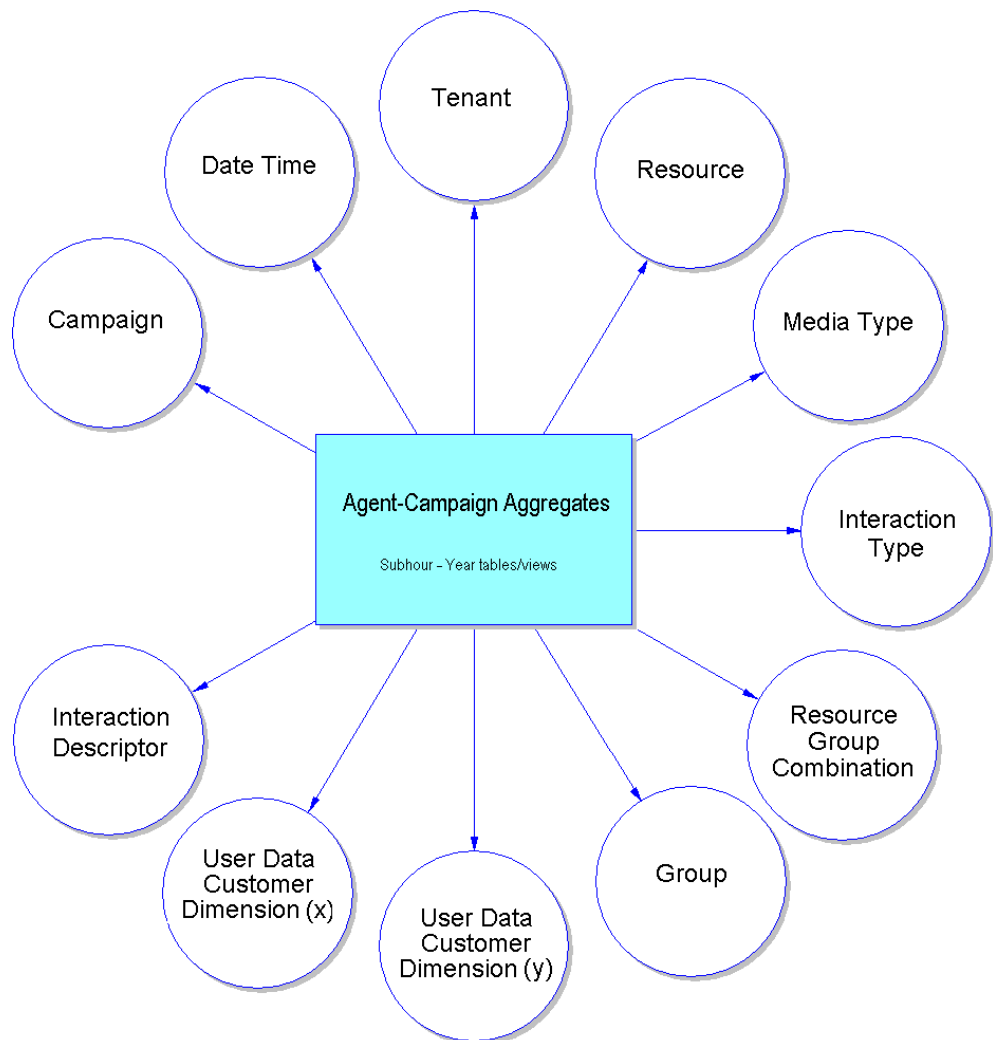 Tenant
Date Time
Resource
Campaign
Media Type
Agent-Campaign Aggregates
Subhour – Year tables/views
Interaction
Type
Interaction
Descriptor
Resource
Group
Combination
User Data
Customer
Dimension (x)
User Data
Customer
Dimension (y)
Group